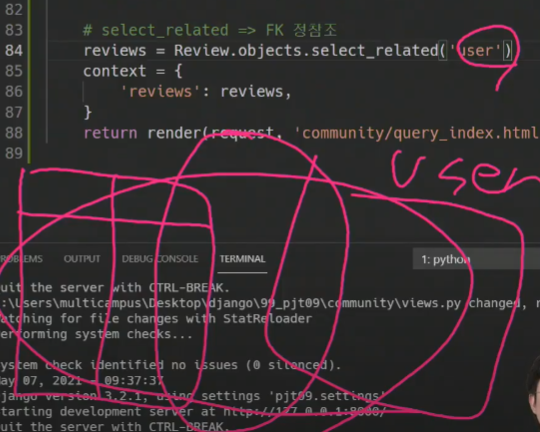 82
83 # select_related => FK 정참조
84 reviews = Review.objects.select_related('user')
85 context = {
86 'reviews': reviews,
87 }
88 return render(request, 'community/query_index.html
89
user
PROBLEMS OUTPUT DEBUG CONSOLE TERMINAL 1: python
uit the server with CTRL-BREAK.
:\Users\multicampus\Desktop\django\99_pjt09\community\views.py changed, r
atching for file changes with StatReloader
erforming system checks...
ystem check identified no issues (0 silenced).
ay 07, 2021 - 09:37:37
jango version 3.2.1, using settings 'pjt09.settings'
tarting development server at http://127.0.0.1:8000/
uit the server with CTRL-BREAK.